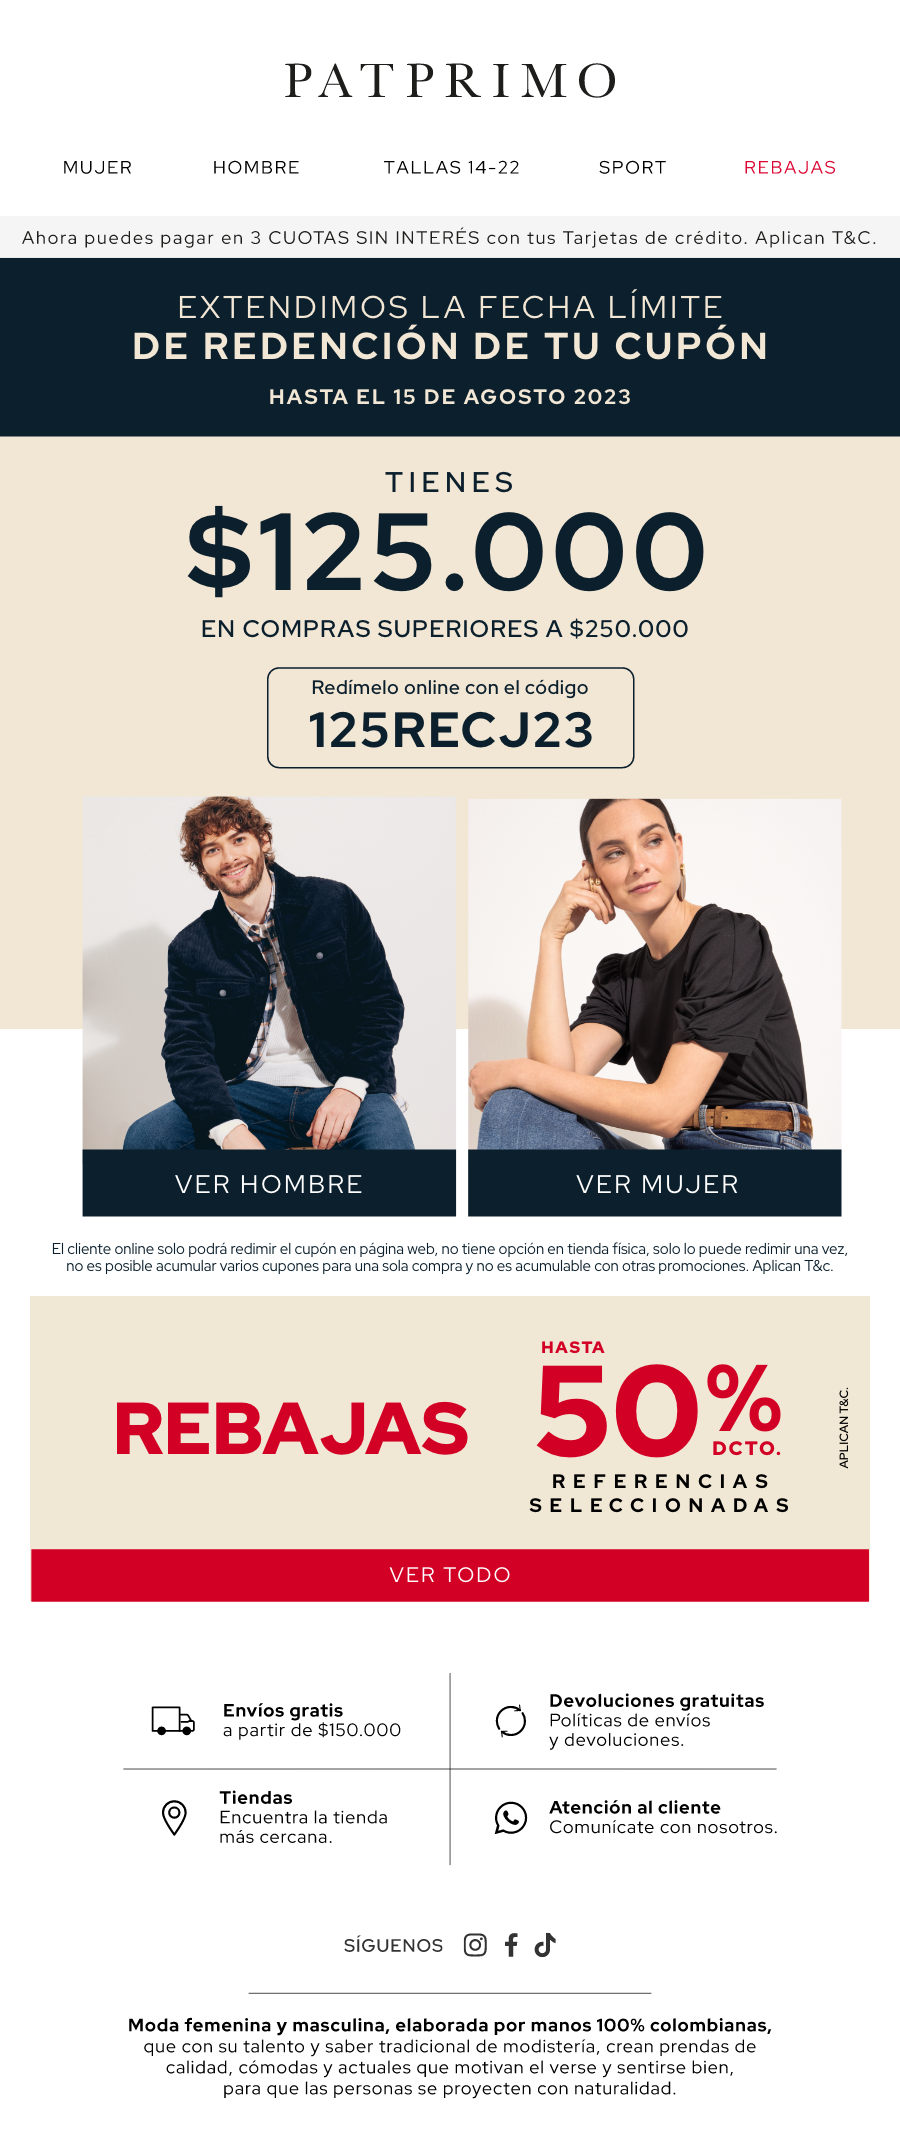 PATPRIMO
MUJER HOMBRE TALLAS 14-22 SPORT REBAJAS
Ahora puedes pagar en 3 CUOTAS SIN INTERÉS con tus Tarjetas de crédito. Aplican T&C.
EXTENDIMOS LA FECHA LÍMITE
DE REDENCIÓN DE TU CUPÓN
HASTA EL 15 DE AGOSTO 2023
TIENES
$125.000
EN COMPRAS SUPERIORES A $250.000
Redímelo online con el código
125RECJ23
VER HOMBRE
VER MUJER
El cliente online solo podrá redimir el cupón en página web, no tiene opción en tienda física, solo lo puede redimir una vez,
no es posible acumular varios cupones para una sola compra y no es acumulable con otras promociones. Aplican T&c.
REBAJAS
HASTA
50%
DCTO.
REFERENCIAS
SELECCIONADAS
APLICAN T&C.
VER TODO
Envíos gratis
a partir de $150.000
Devoluciones gratuitas
Políticas de envíos
y devoluciones.
Tiendas
Encuentra la tienda
más cercana.
Atención al cliente
Comunícate con nosotros.
SÍGUENOS
Moda femenina y masculina, elaborada por manos 100% colombianas,
que con su talento y saber tradicional de modistería, crean prendas de
calidad, cómodas y actuales que motivan el verse y sentirse bien,
para que las personas se proyecten con naturalidad.